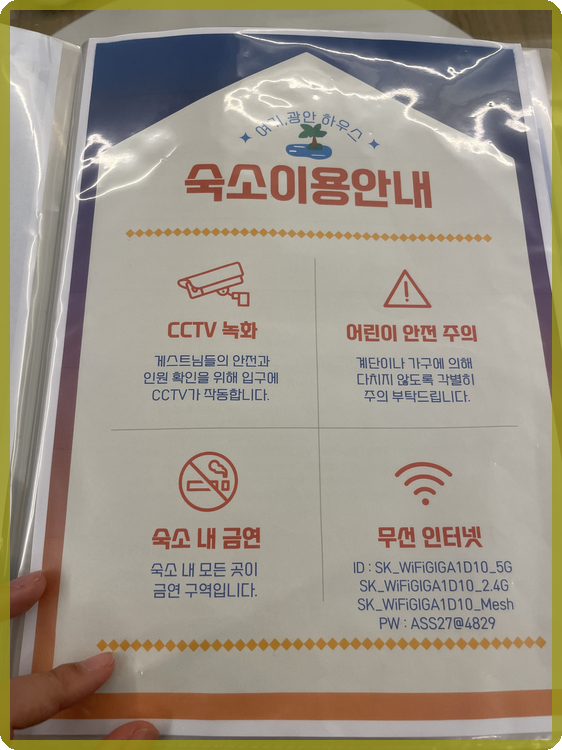 여기,광안 하우스
숙소이용안내
CCTV 녹화
게스트님들의 안전과
인원 확인을 위해 입구에
CCTV가 작동합니다.
어린이 안전 주의
계단이나 가구에 의해
다치지 않도록 각별히
주의 부탁드립니다.
숙소 내 금연
숙소 내 모든 곳이
금연 구역입니다.
무선 인터넷
ID : SK_WiFiGIGA1D10_5G
SK_WiFiGIGA1D10_2.4G
SK_WiFiGIGA1D10_Mesh
PW : ASS27@4829